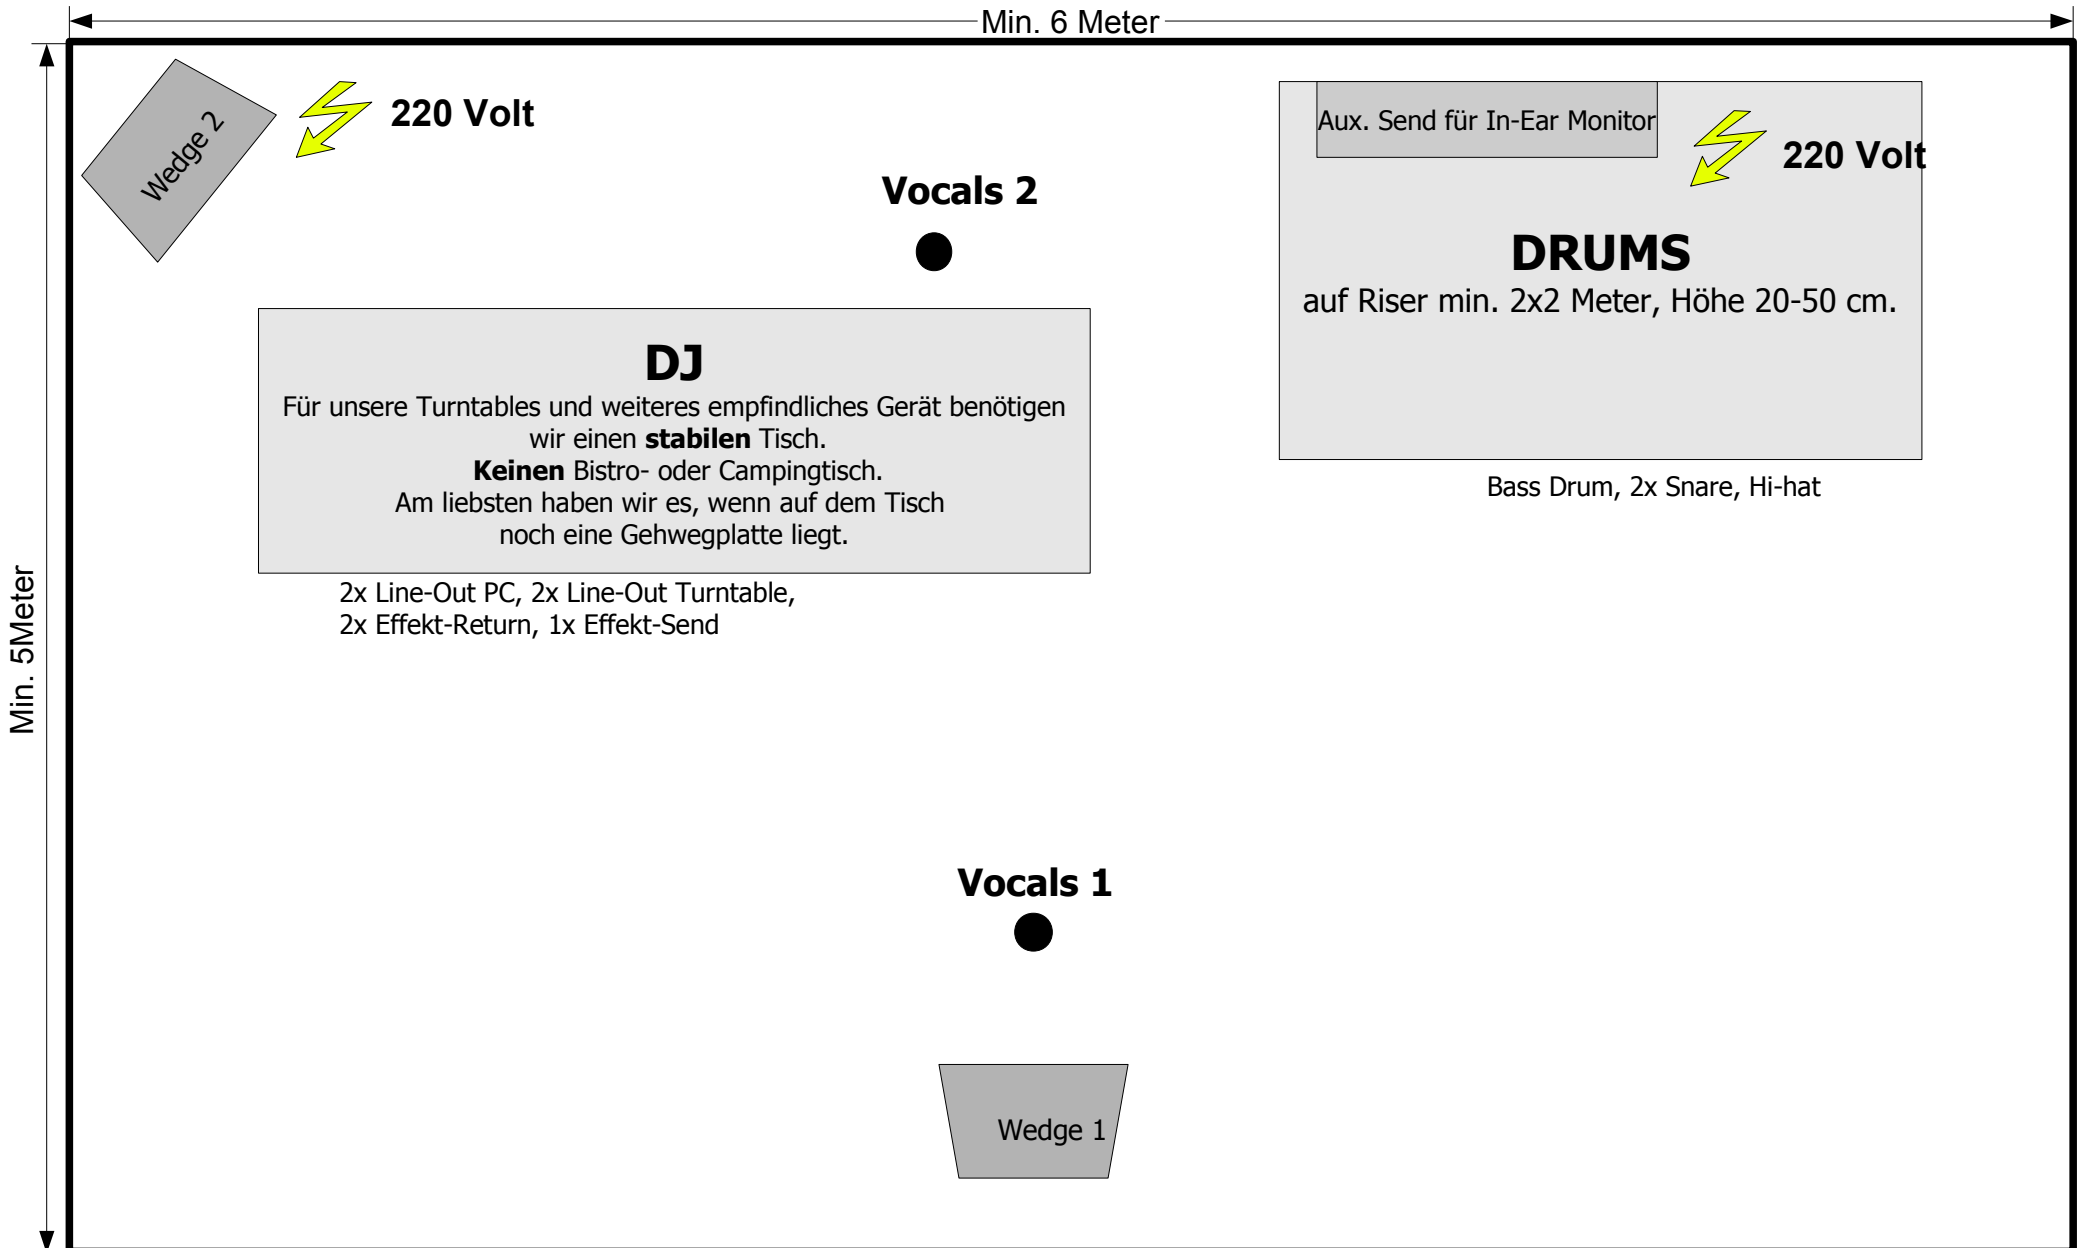 Min. 6 Meter
Wedge 2
220 Volt
Aux. Send für In-Ear Monitor
220 Volt
Vocals 2
DRUMS
auf Riser min. 2x2 Meter, Höhe 20-50 cm.
DJ
Für unsere Turntables und weiteres empfindliches Gerät benötigen
wir einen stabilen Tisch.
Keinen Bistro- oder Campingtisch.
Am liebsten haben wir es, wenn auf dem Tisch
noch eine Gehwegplatte liegt.
Bass Drum, 2x Snare, Hi-hat
2x Line-Out PC, 2x Line-Out Turntable,
2x Effekt-Return, 1x Effekt-Send
Min. 5Meter
Vocals 1
Wedge 1